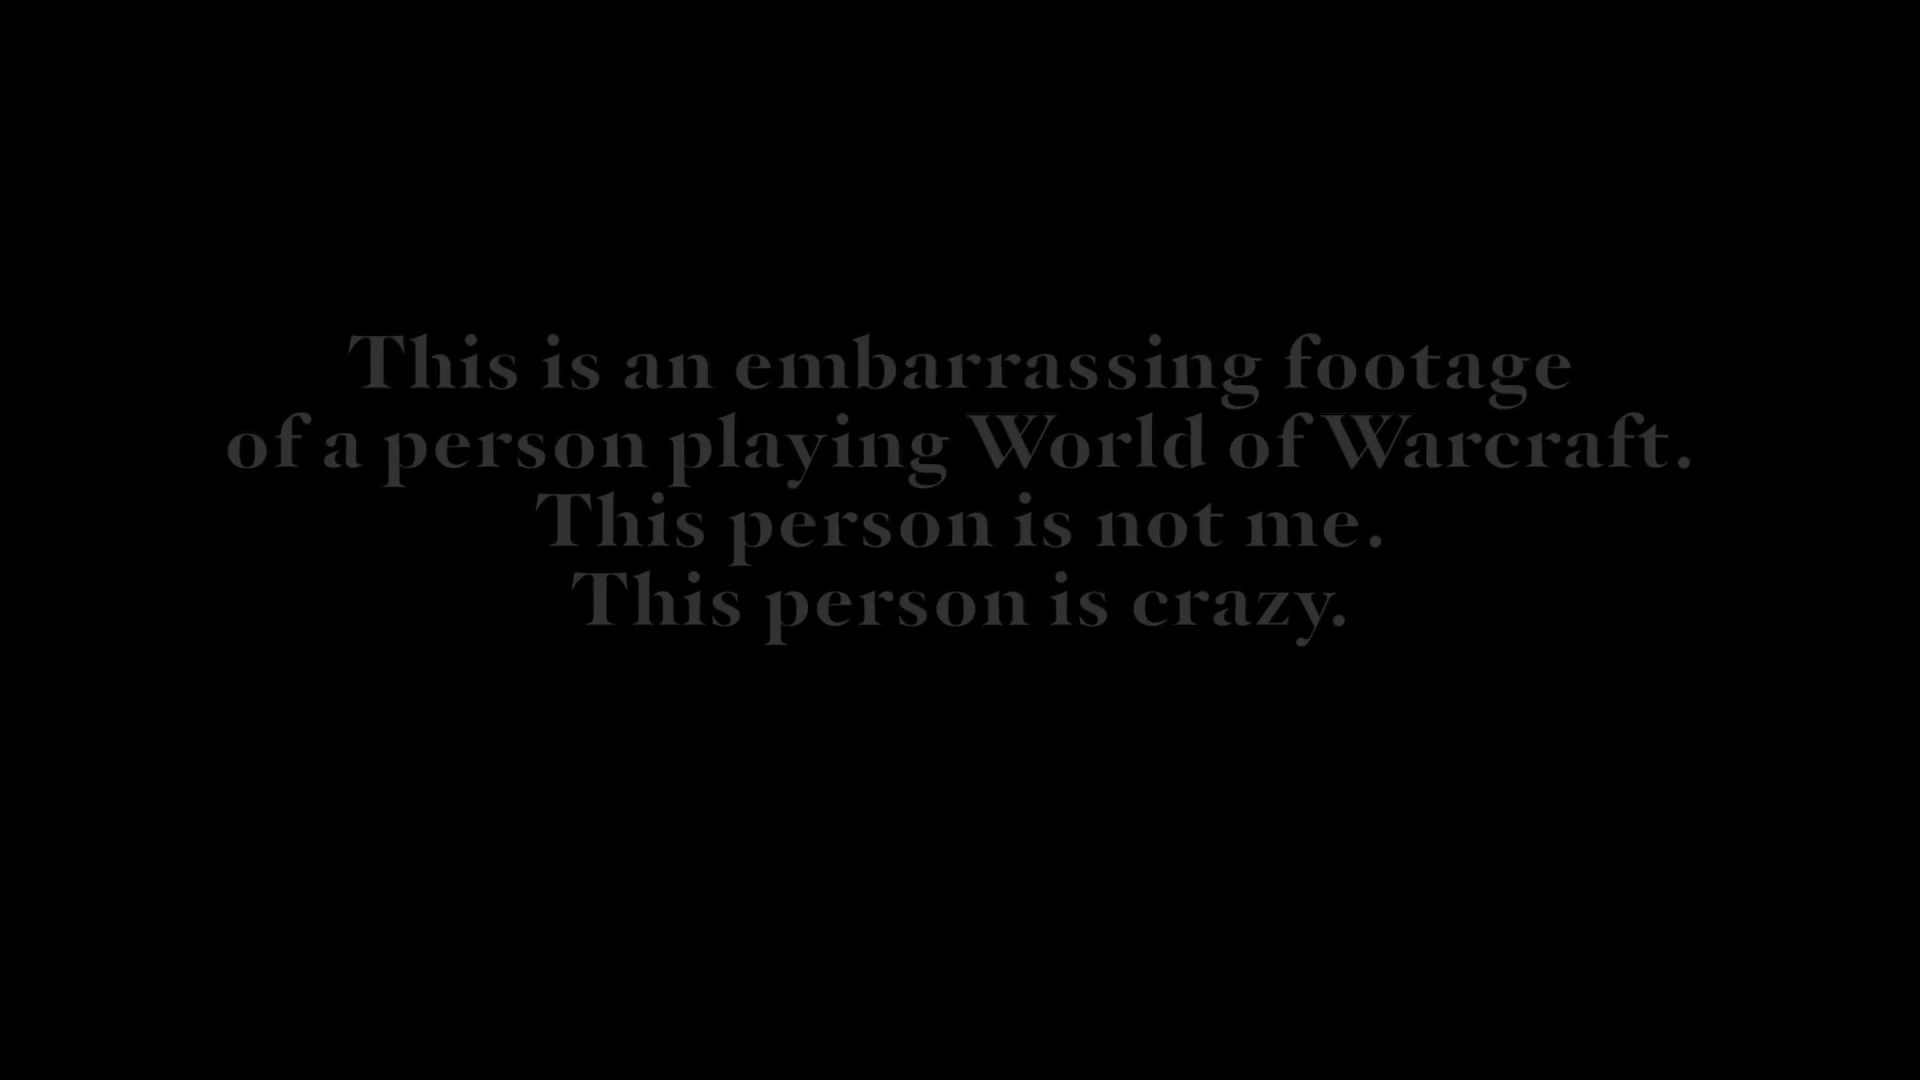 This is an embarrassing footage
of a person playing World of Warcraft.
This person is not me.
This person is crazy.